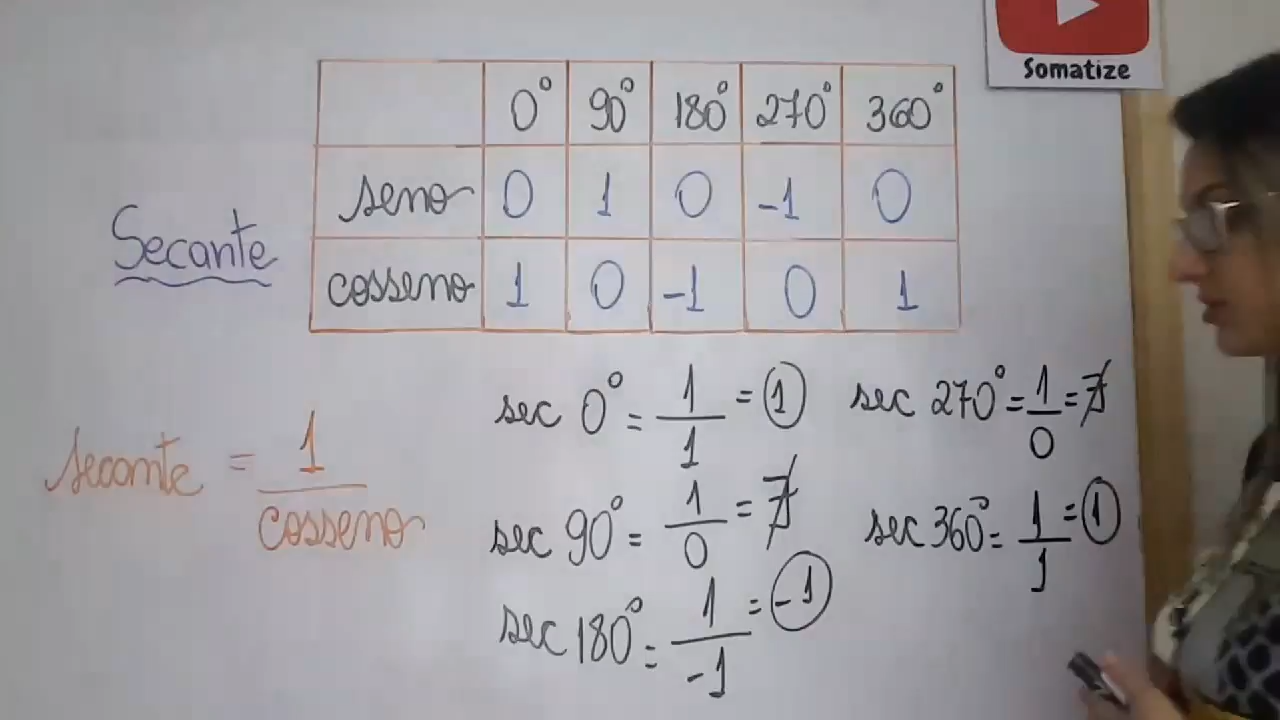 Somatize
0° 90° 180° 270° 360°
seno 0 1 0 -1 0
cosseno 1 0 -1 0 1
Secante
secante = 1/cosseno
sec 0° = 1/1 = 1
sec 90° = 1/0 = ∄
sec 180° = 1/-1 = -1
sec 270° = 1/0 = ∄
sec 360° = 1/1 = 1